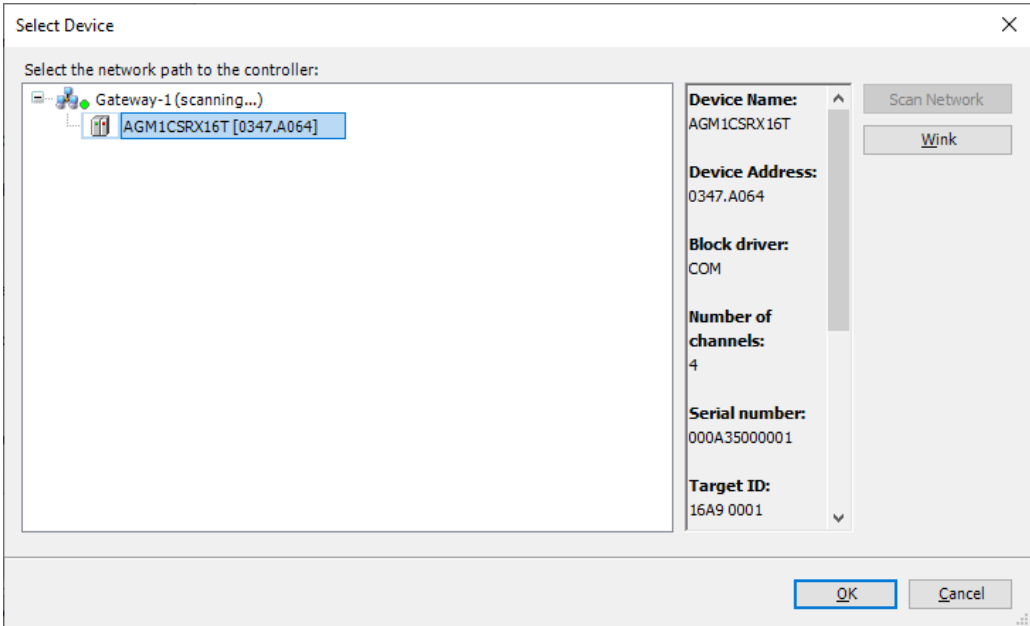 Select Device
Select the network path to the controller:
Gateway-1 (scanning...)
AGM1CSRX16T [0347.A064]
Device Name:
AGM1CSRX16T
Device Address:
0347.A064
Block driver:
COM
Number of
channels:
4
Serial number:
000A35000001
Target ID:
16A9 0001
Scan Network
Wink
OK
Cancel